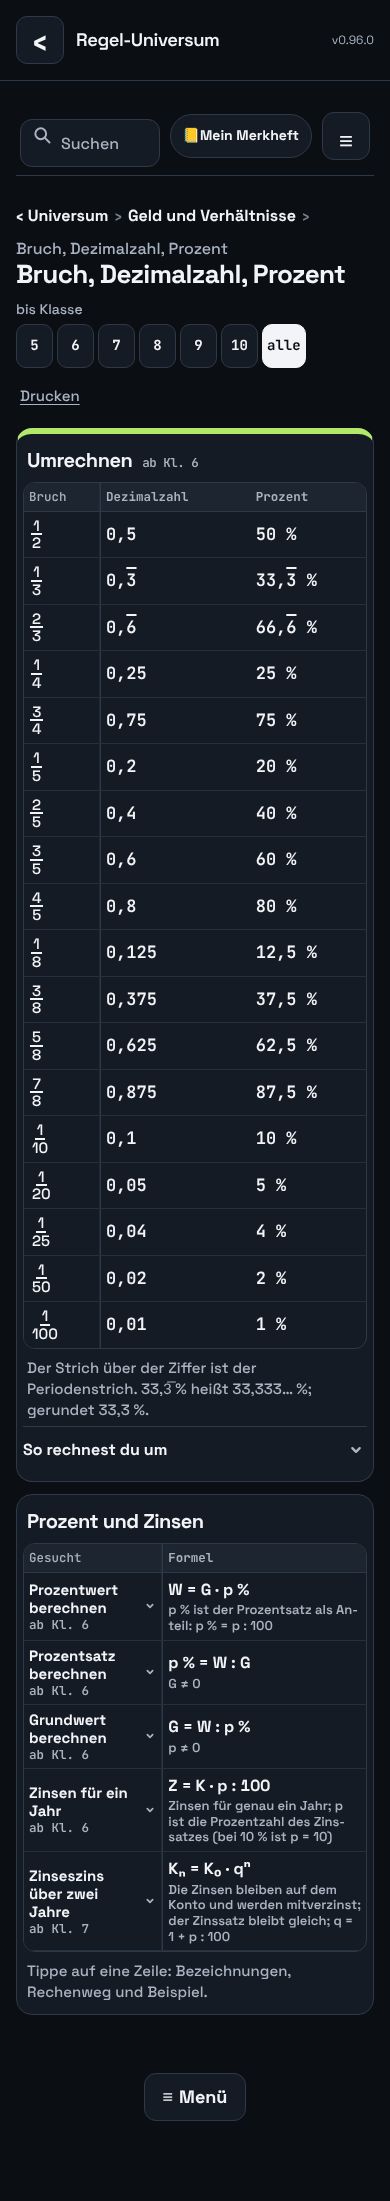 < Regel-Universum v0.96.0
Suchen 📒Mein Merkheft ≡
< Universum > Geld und Verhältnisse >
Bruch, Dezimalzahl, Prozent
Bruch, Dezimalzahl, Prozent
bis Klasse
5 6 7 8 9 10 alle
Drucken
Umrechnen ab Kl. 6
Bruch Dezimalzahl Prozent
1/2 0,5 50 %
1/3 0,3̅ 33,3̅ %
2/3 0,6̅ 66,6̅ %
1/4 0,25 25 %
3/4 0,75 75 %
1/5 0,2 20 %
2/5 0,4 40 %
3/5 0,6 60 %
4/5 0,8 80 %
1/8 0,125 12,5 %
3/8 0,375 37,5 %
5/8 0,625 62,5 %
7/8 0,875 87,5 %
1/10 0,1 10 %
1/20 0,05 5 %
1/25 0,04 4 %
1/50 0,02 2 %
1/100 0,01 1 %
Der Strich über der Ziffer ist der
Periodenstrich. 33,3̅ % heißt 33,333… %;
gerundet 33,3 %.
So rechnest du um
Prozent und Zinsen
Gesucht Formel
Prozentwert
berechnen
ab Kl. 6
W = G · p %
p % ist der Prozentsatz als An-
teil: p % = p : 100
Prozentsatz
berechnen
ab Kl. 6
p % = W : G
G ≠ 0
Grundwert
berechnen
ab Kl. 6
G = W : p %
p ≠ 0
Zinsen für ein
Jahr
ab Kl. 6
Z = K · p : 100
Zinsen für genau ein Jahr; p
ist die Prozentzahl des Zins-
satzes (bei 10 % ist p = 10)
Zinseszins
über zwei
Jahre
ab Kl. 7
Kₙ = K₀ · qⁿ
Die Zinsen bleiben auf dem
Konto und werden mitverzinst;
der Zinssatz bleibt gleich; q =
1 + p : 100
Tippe auf eine Zeile: Bezeichnungen,
Rechenweg und Beispiel.
≡ Menü